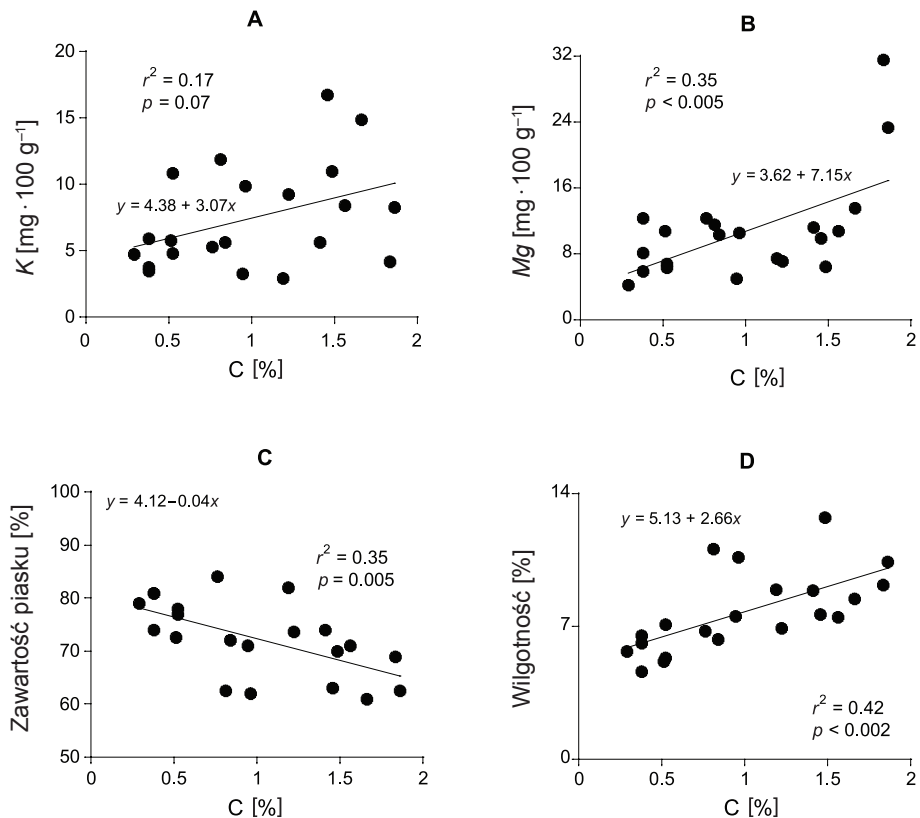 A
20
15
10
5
0
K [mg · 100 g⁻¹]
r² = 0.17
p = 0.07
y = 4.38 + 3.07x
0 0.5 1 1.5 2
C [%]
B
32
24
16
8
0
Mg [mg · 100 g⁻¹]
r² = 0.35
p < 0.005
y = 3.62 + 7.15x
0 0.5 1 1.5 2
C [%]
C
100
90
80
70
60
50
Zawartość piasku [%]
y = 4.12–0.04x
r² = 0.35
p = 0.005
0 0.5 1 1.5 2
C [%]
D
14
7
0
Wilgotność [%]
y = 5.13 + 2.66x
r² = 0.42
p < 0.002
0 0.5 1 1.5 2
C [%]